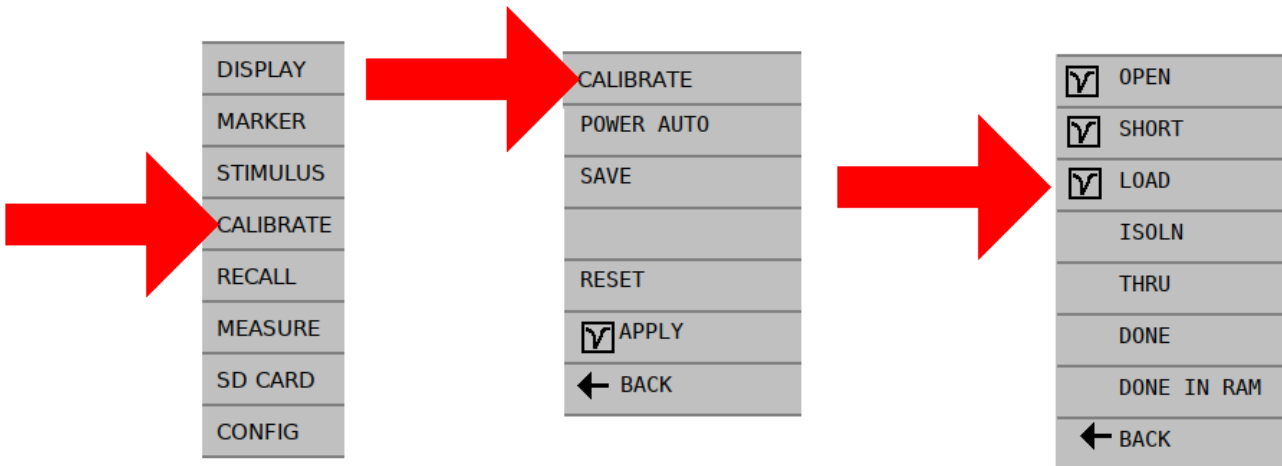 DISPLAY
MARKER
STIMULUS
CALIBRATE
RECALL
MEASURE
SD CARD
CONFIG
CALIBRATE
POWER AUTO
SAVE
RESET
APPLY
BACK
OPEN
SHORT
LOAD
ISOLN
THRU
DONE
DONE IN RAM
BACK